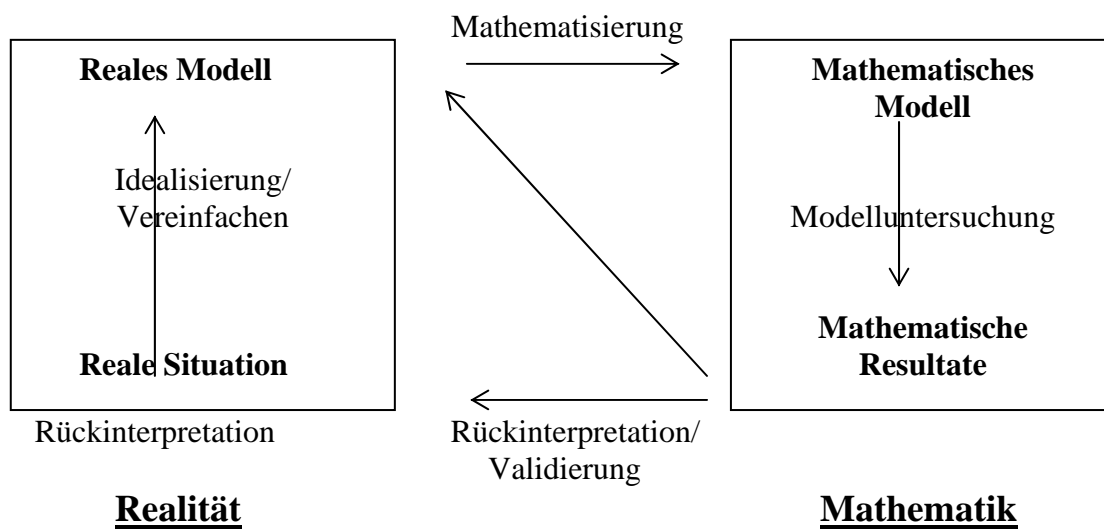 Mathematisierung
Reales Modell
Mathematisches
Modell
Idealisierung/
Vereinfachen
Modelluntersuchung
Mathematische
Resultate
Reale Situation
Rückinterpretation
Rückinterpretation/
Validierung
Realität
Mathematik